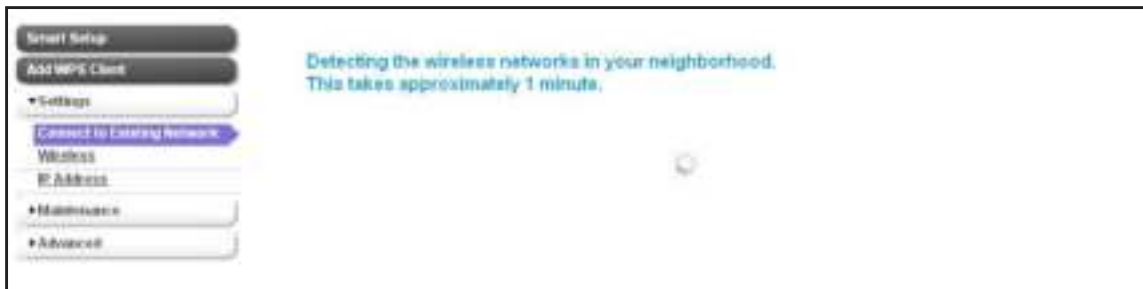 Smart Setup
Add WPS Client
▼Settings
Connect to Existing Network
Wireless
IP Address
▶Maintenance
▶Advanced
Detecting the wireless networks in your neighborhood.
This takes approximately 1 minute.